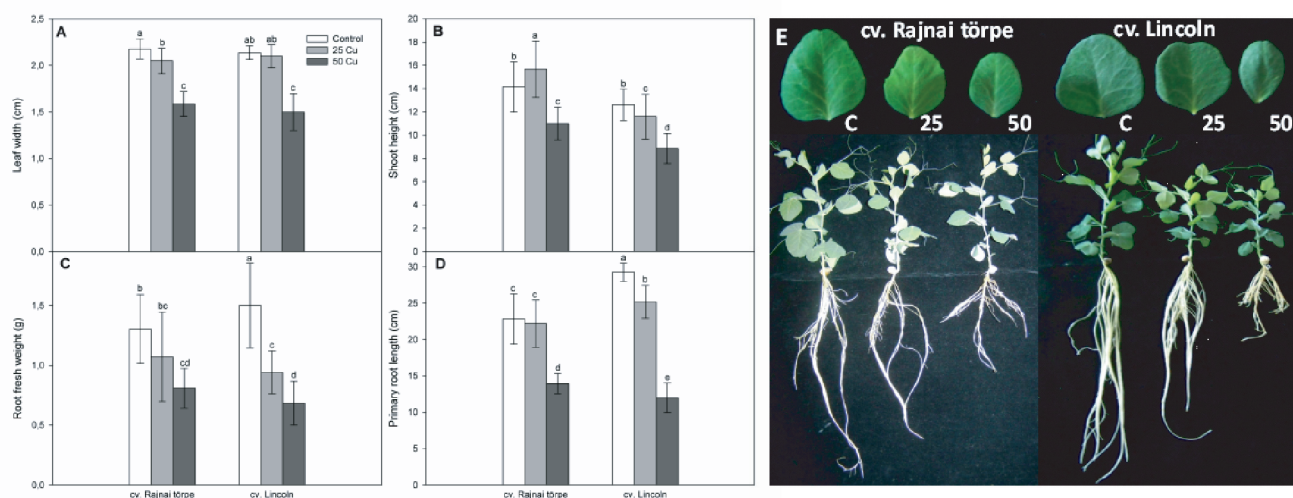 A
Leaf width (cm)
2,5
2,0
1,5
1,0
0,5
0,0
a
b
c
ab
ab
c
Control
25 Cu
50 Cu
B
Shoot height (cm)
20
18
16
14
12
10
8
6
4
2
0
b
a
c
b
b
d
C
Root fresh weight (g)
1,5
1,0
0,5
0,0
b
bc
cd
a
c
d
cv. Rajnai törpe
cv. Lincoln
D
Primary root length (cm)
30
25
20
15
10
5
0
c
c
d
a
b
e
cv. Rajnai törpe
cv. Lincoln
E
cv. Rajnai törpe
cv. Lincoln
C
25
50
C
25
50